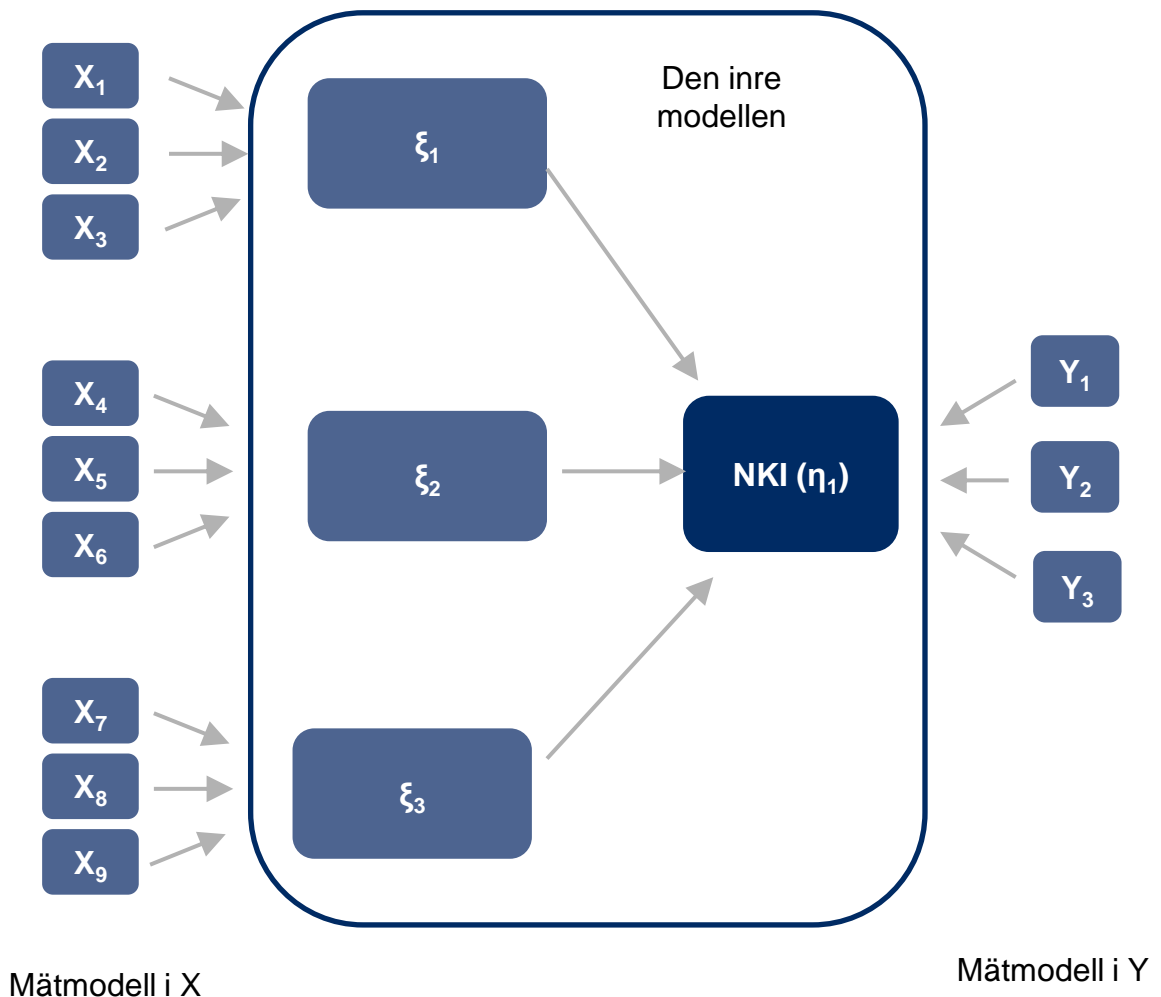 X₁
X₂
X₃
ξ₁
Den inre
modellen
X₄
X₅
X₆
ξ₂
NKI (η₁)
Y₁
Y₂
Y₃
X₇
X₈
X₉
ξ₃
Mätmodell i X
Mätmodell i Y